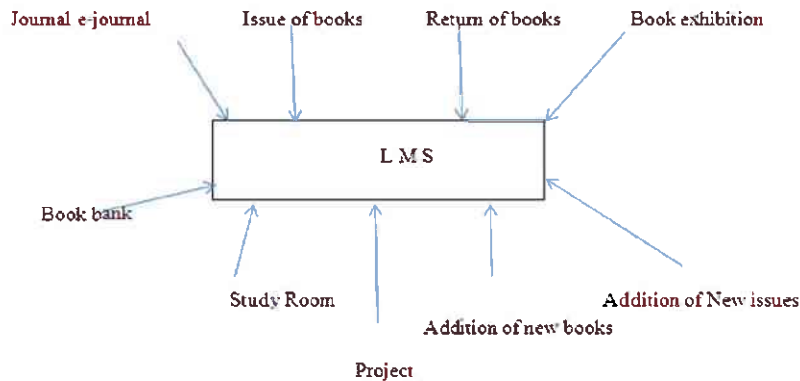 Journal e-journal
Issue of books
Return of books
Book exhibition
L M S
Book bank
Study Room
Addition of New issues
Addition of new books
Project